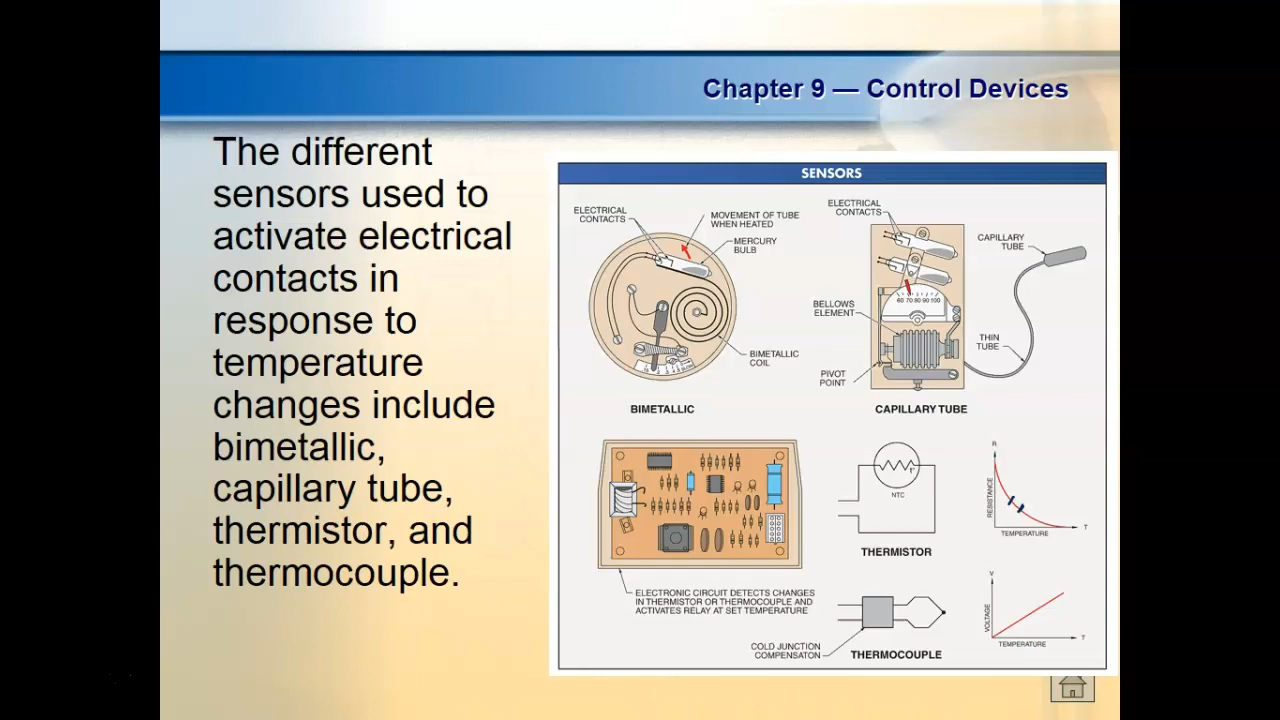 Chapter 9 — Control Devices
The different
sensors used to
activate electrical
contacts in
response to
temperature
changes include
bimetallic,
capillary tube,
thermistor, and
thermocouple.
SENSORS
ELECTRICAL
CONTACTS
MOVEMENT OF TUBE
WHEN HEATED
MERCURY
BULB
BIMETALLIC
COIL
BIMETALLIC
ELECTRICAL
CONTACTS
CAPILLARY
TUBE
BELLOWS
ELEMENT
60 70 80 90 100
THIN
TUBE
PIVOT
POINT
CAPILLARY TUBE
ELECTRONIC CIRCUIT DETECTS CHANGES
IN THERMISTOR OR THERMOCOUPLE AND
ACTIVATES RELAY AT SET TEMPERATURE
T°
NTC
THERMISTOR
R
RESISTANCE
T
TEMPERATURE
COLD JUNCTION
COMPENSATON
THERMOCOUPLE
V
VOLTAGE
T
TEMPERATURE